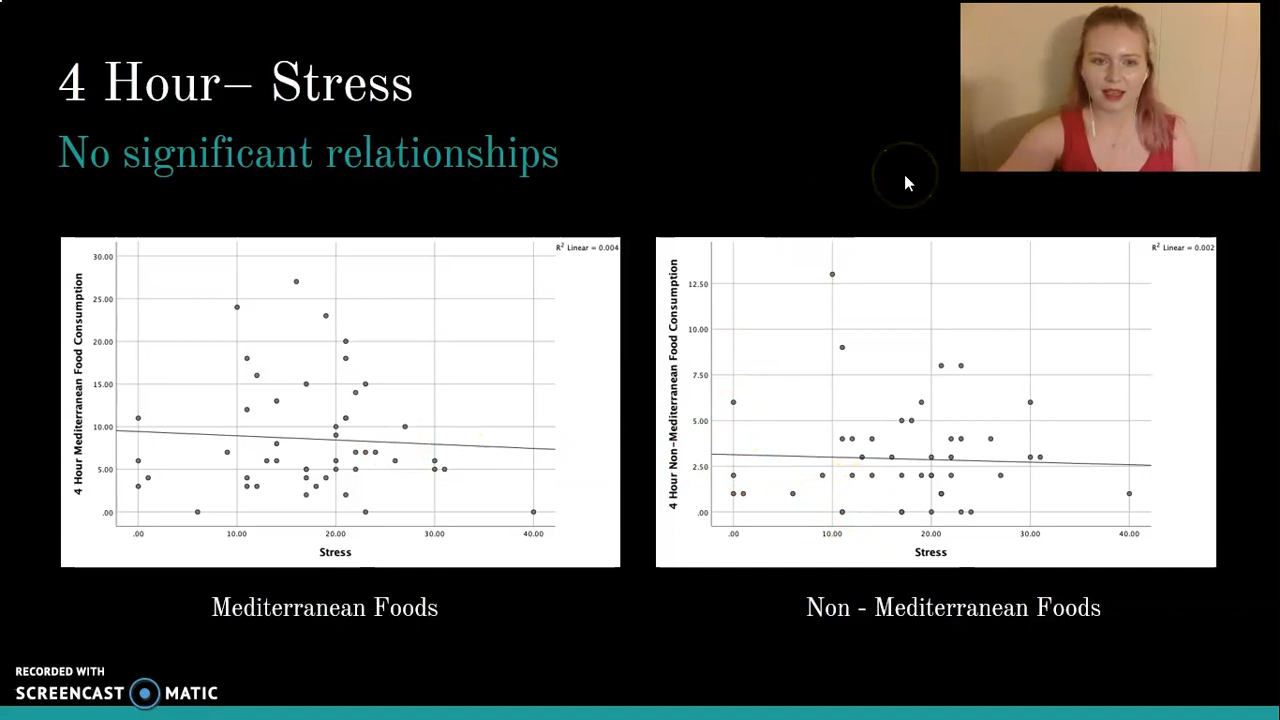 4 Hour– Stress
No significant relationships
R² Linear = 0.004
4 Hour Mediterranean Food Consumption
30.00
25.00
20.00
15.00
10.00
5.00
.00
.00 10.00 20.00 30.00 40.00
Stress
Mediterranean Foods
R² Linear = 0.002
4 Hour Non-Mediterranean Food Consumption
12.50
10.00
7.50
5.00
2.50
.00
.00 10.00 20.00 30.00 40.00
Stress
Non - Mediterranean Foods
RECORDED WITH
SCREENCAST MATIC